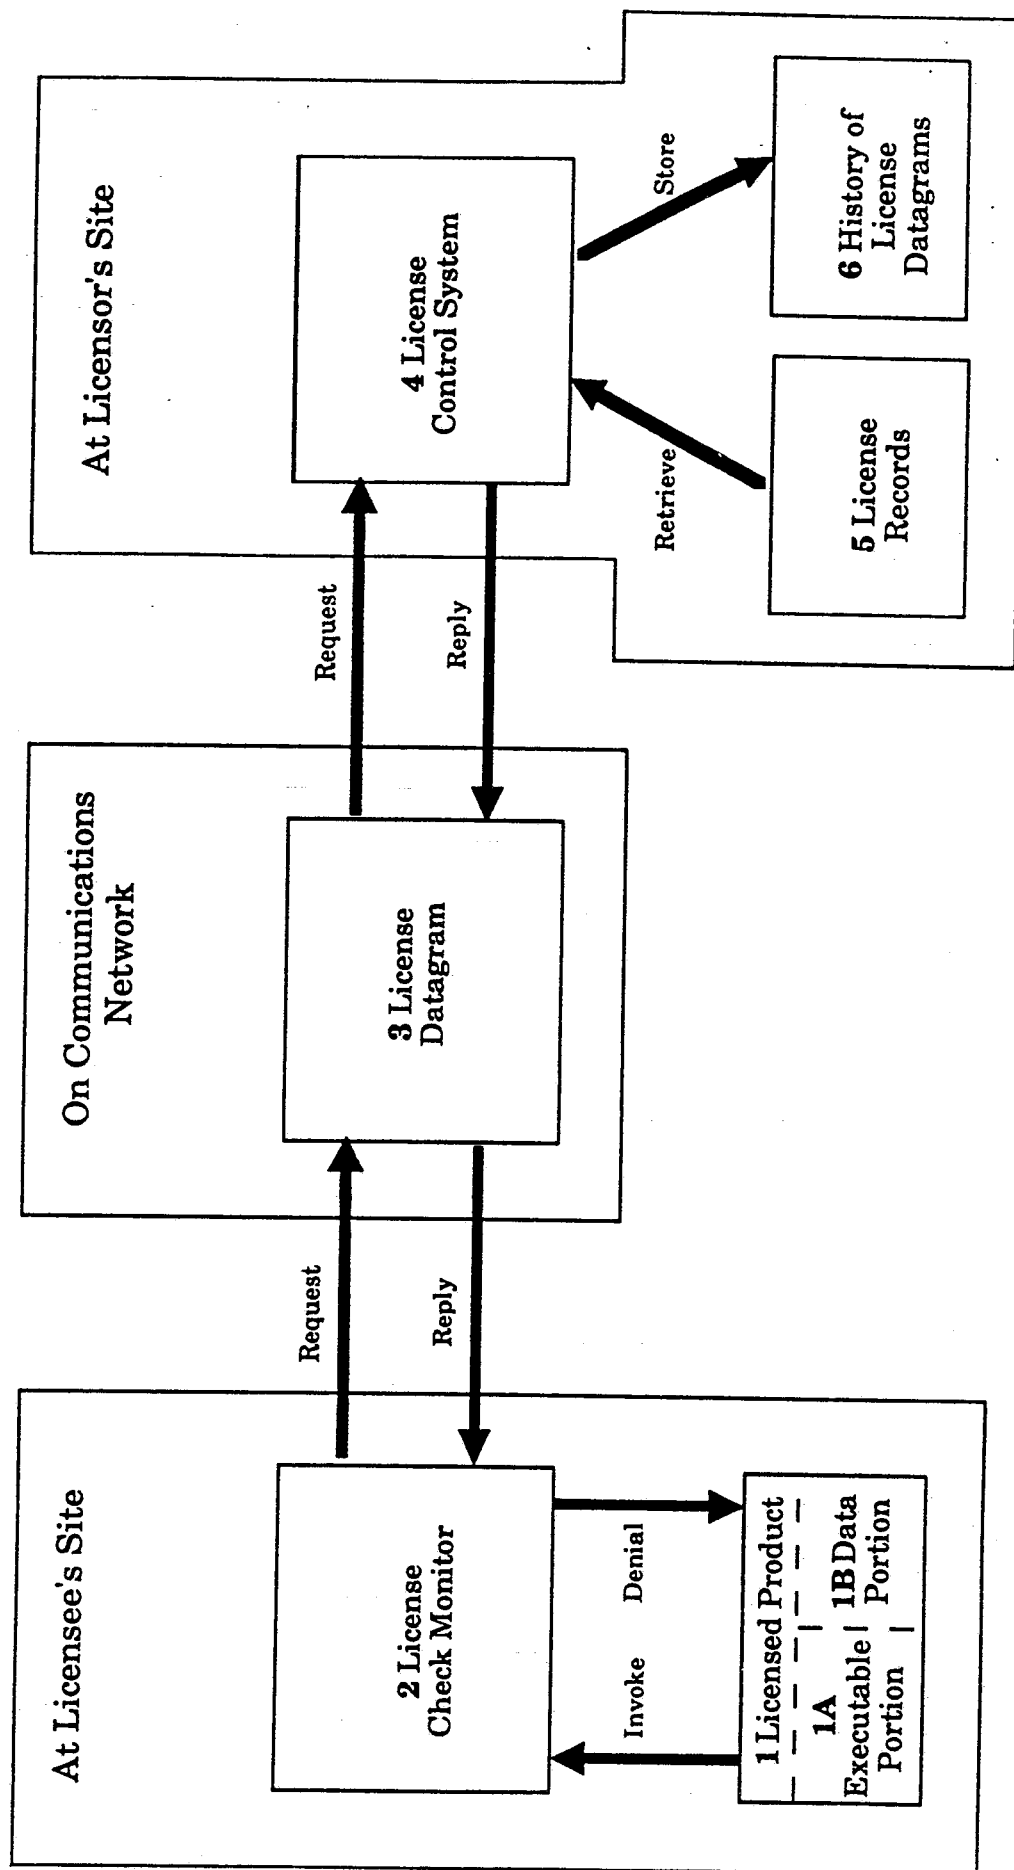 At Licensee's Site
2 License
Check Monitor
Invoke
Denial
1 Licensed Product
1A
Executable
Portion
1B Data
Portion
Request
Reply
On Communications
Network
3 License
Datagram
Request
Reply
At Licensor's Site
4 License
Control System
Retrieve
Store
5 License
Records
6 History of
License
Datagrams